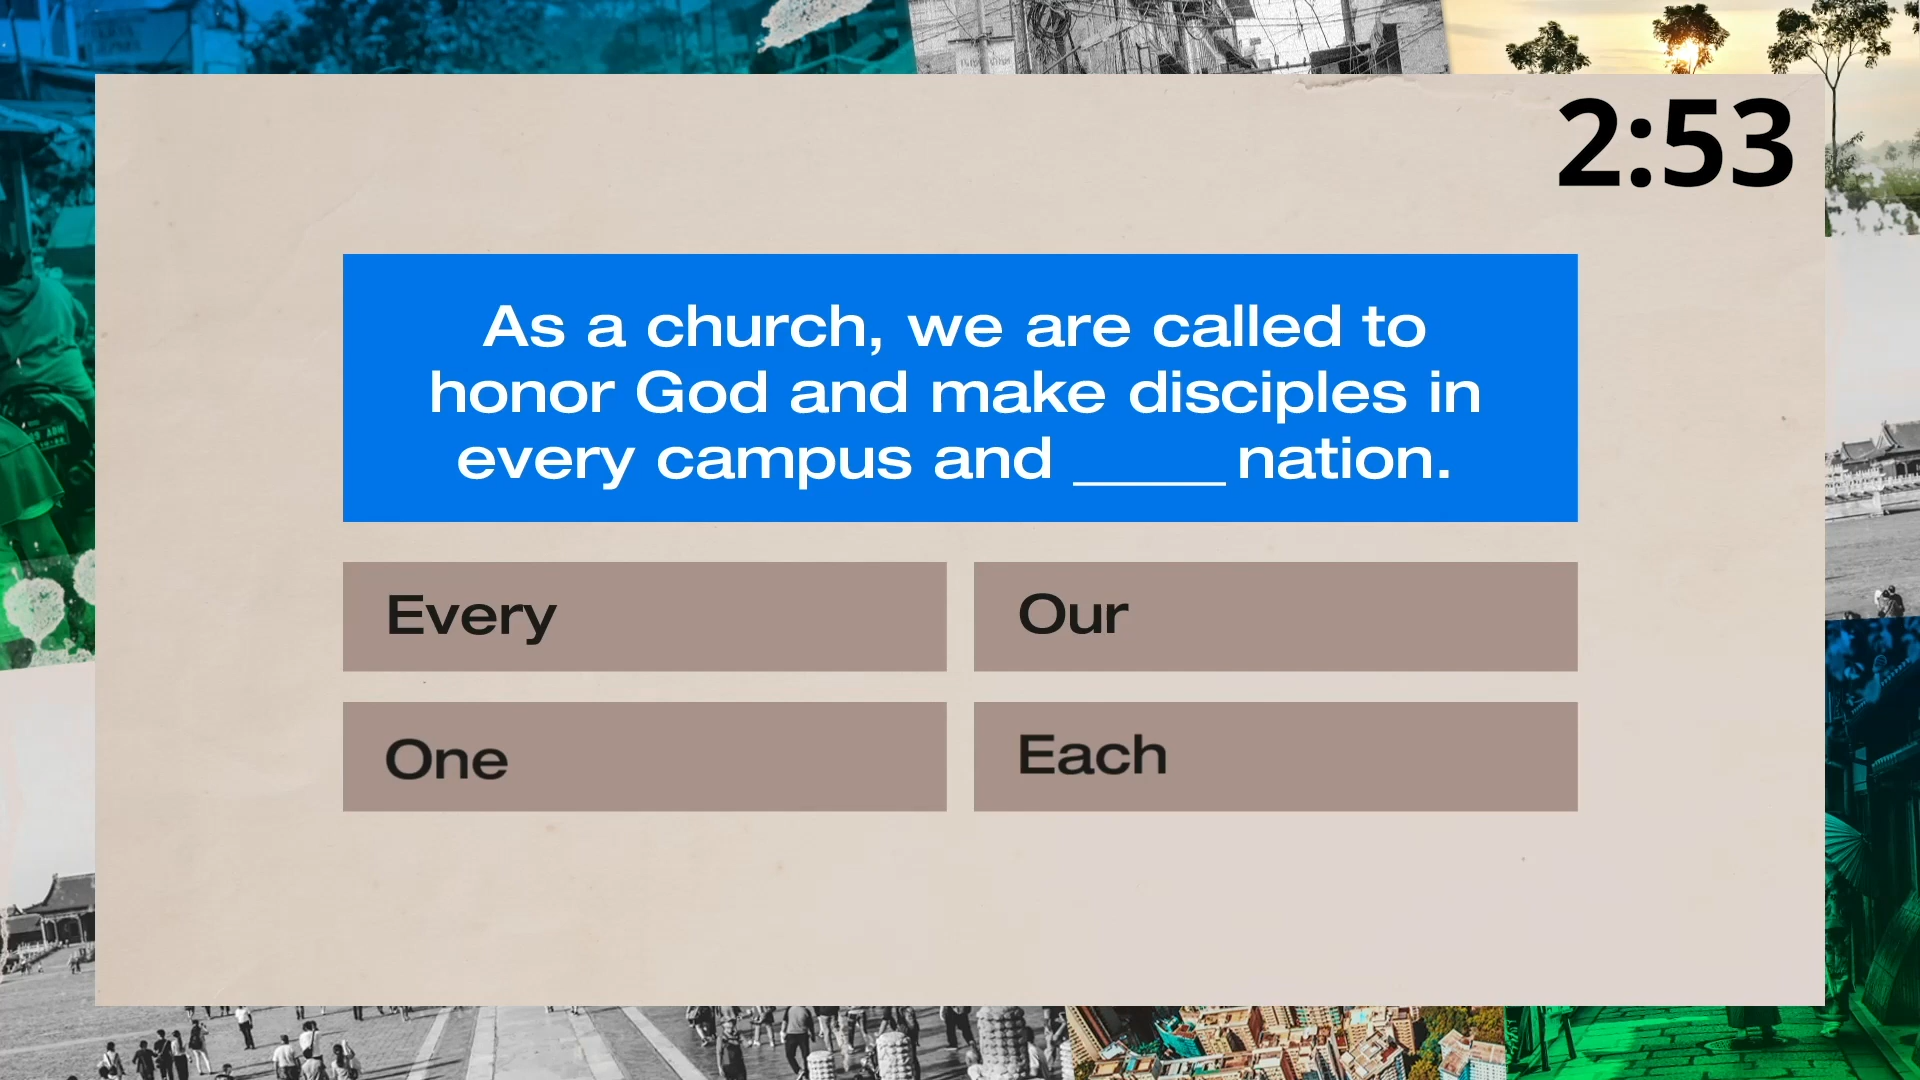 2:53
As a church, we are called to
honor God and make disciples in
every campus and _____ nation.
Every
Our
One
Each